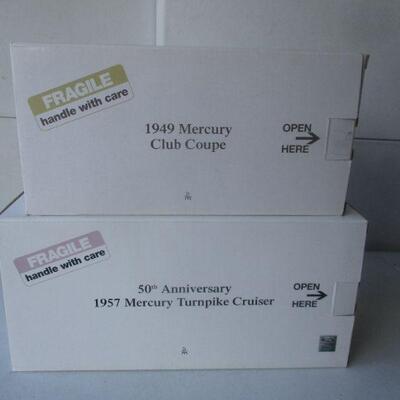 FRAGILE
handle with care
1949 Mercury
Club Coupe
OPEN
HERE
FRAGILE
handle with care
50th Anniversary
1957 Mercury Turnpike Cruiser
OPEN
HERE